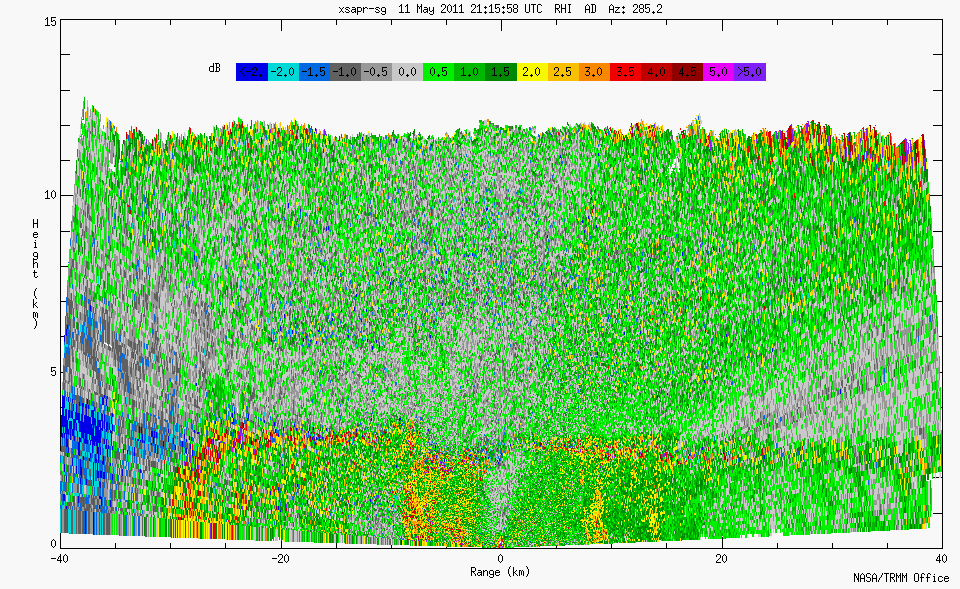 xsapr-sg 11 May 2011 21:15:58 UTC RHI AD Az: 285.2
15
dB -2.0 -1.5 -1.0 -0.5 0.0 0.5 1.0 1.5 2.0 2.5 3.0 3.5 4.0 4.5 5.0 >5.0
10
Height (km)
5
0
-40 -20 0 20 40
Range (km)
NASA/TRMM Office